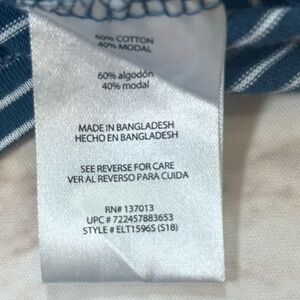 60% COTTON
40% MODAL
60% algodón
40% modal
MADE IN BANGLADESH
HECHO EN BANGLADESH
SEE REVERSE FOR CARE
VER AL REVERSO PARA CUIDA
RN# 137013
UPC # 722457883653
STYLE # ELT1596S (S18)